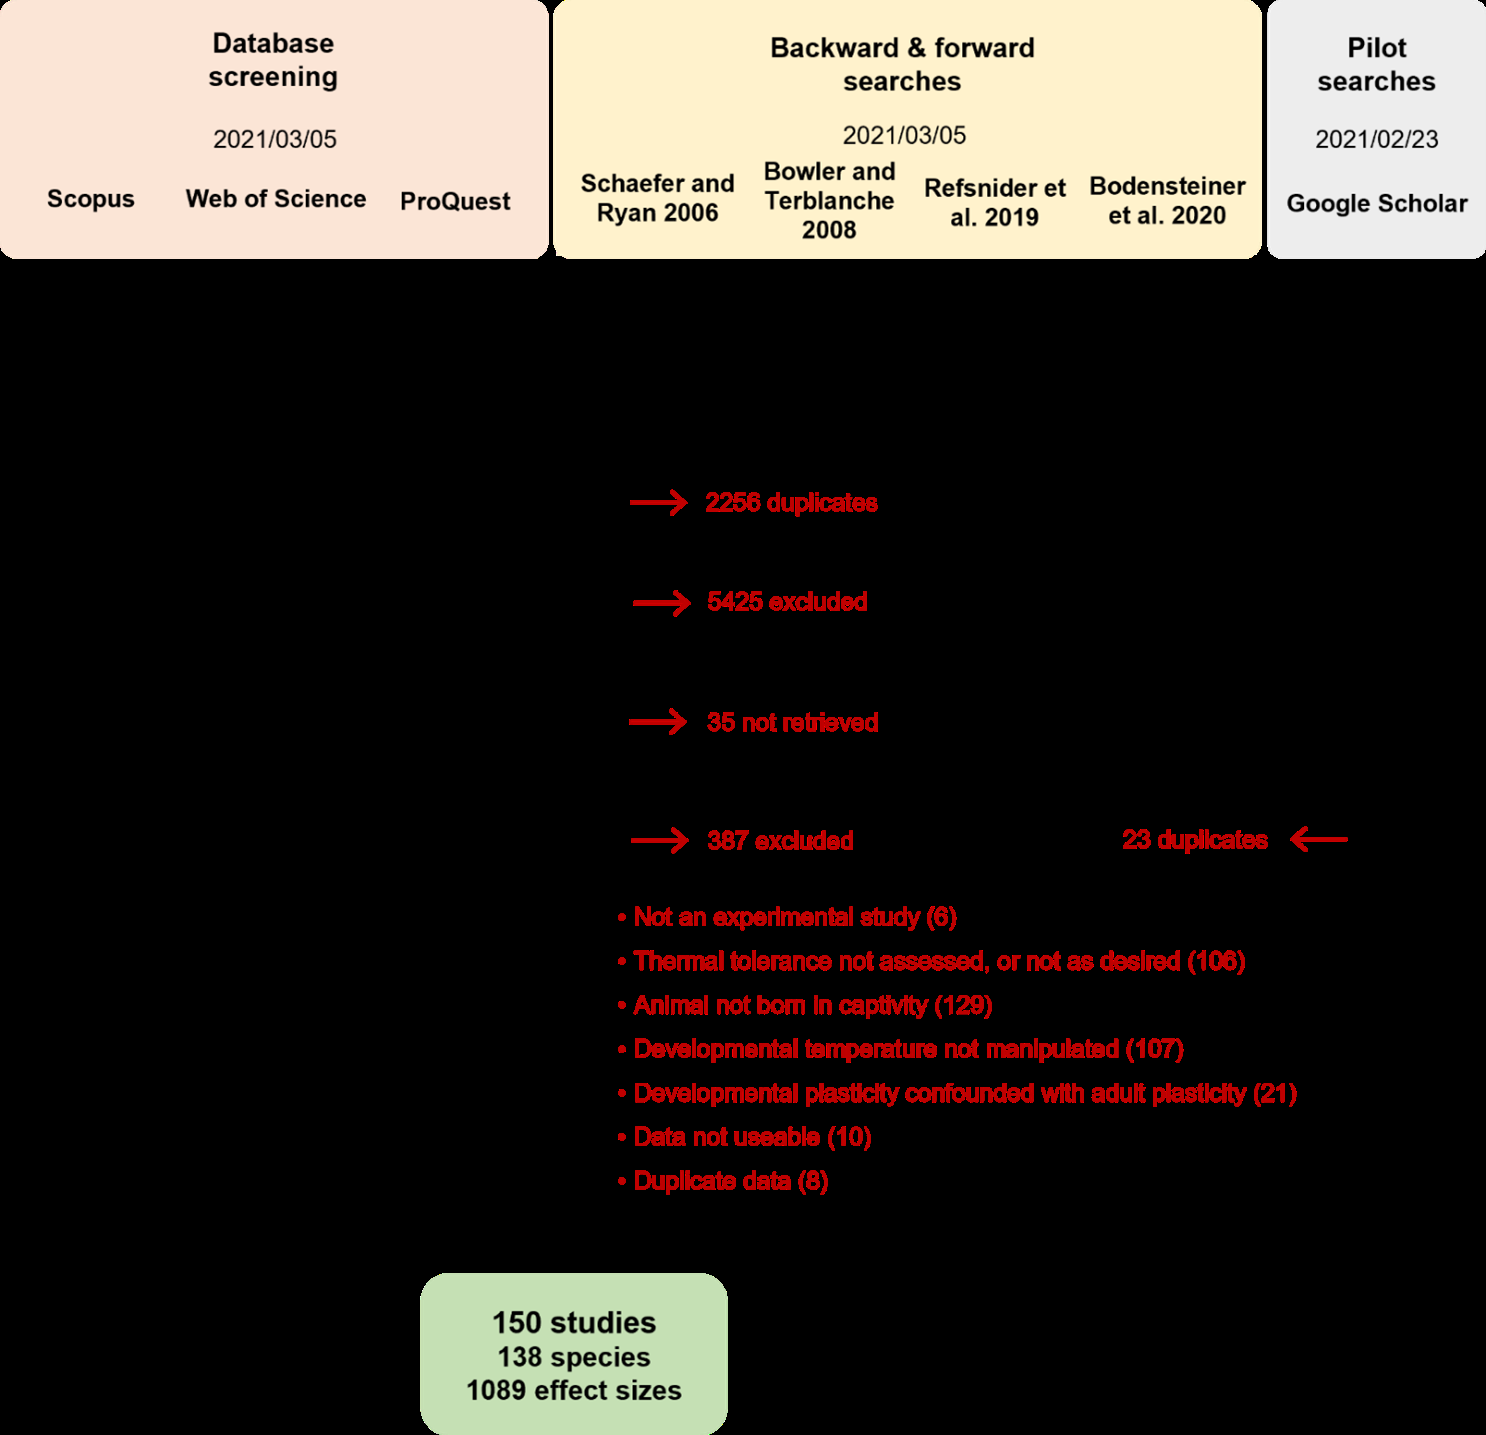 Database
screening
2021/03/05
Scopus
Web of Science
ProQuest
Backward & forward
searches
2021/03/05
Schaefer and
Ryan 2006
Bowler and
Terblanche
2008
Refsnider et
al. 2019
Bodensteiner
et al. 2020
Pilot
searches
2021/02/23
Google Scholar
2256 duplicates
5425 excluded
35 not retrieved
387 excluded
23 duplicates
• Not an experimental study (6)
• Thermal tolerance not assessed, or not as desired (106)
• Animal not born in captivity (129)
• Developmental temperature not manipulated (107)
• Developmental plasticity confounded with adult plasticity (21)
• Data not useable (10)
• Duplicate data (8)
150 studies
138 species
1089 effect sizes